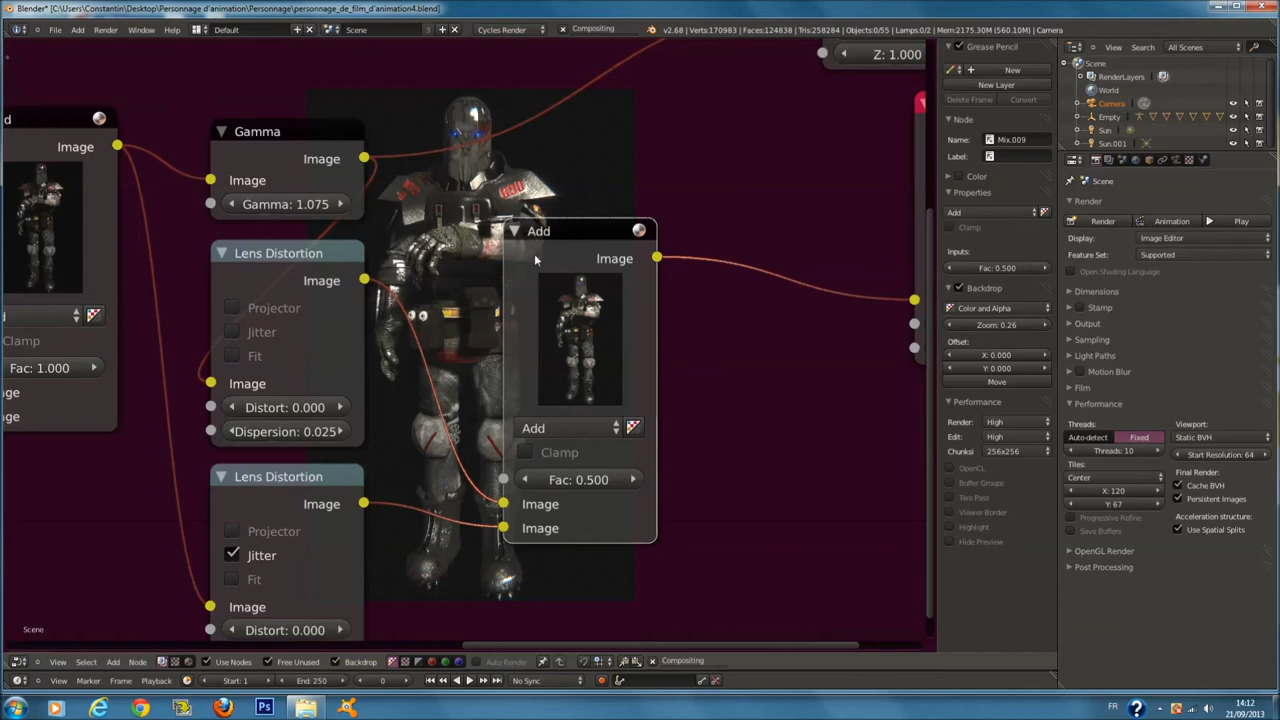 Blender* [C:\Users\Constantin\Desktop\Personnage d'animation\Personnage\personnage_de_film_d'animation4.blend]
File Add Render Window Help Default Scene 3 Cycles Render Compositing v2.68 | Verts:170983 | Faces:124838 | Tris:258284 | Objects:0/55 | Lamps:0/2 | Mem:2175.30M (560.10M) | Camera
d
Image
Clamp
Fac: 1.000
Gamma
Image
Image
Gamma: 1.075
Lens Distortion
Image
Projector
Jitter
Fit
Image
Distort: 0.000
Dispersion: 0.025
Lens Distortion
Image
Projector
Jitter
Fit
Image
Distort: 0.000
Add
Image
Add
Clamp
Fac: 0.500
Image
Image
Z: 1.000
Scene
Grease Pencil
New
New Layer
Delete Frame Convert
Node
Name: Mix.009
Label:
Color
Properties
Add
Clamp
Inputs:
Fac: 0.500
Backdrop
Color and Alpha
Zoom: 0.26
Offset:
X: 0.000
Y: 0.000
Move
Performance
Render: High
Edit: High
Chunksi 256x256
OpenCL
Buffer Groups
Two Pass
Viewer Border
Highlight
Hide Preview
View Search All Scenes
Scene
RenderLayers
World
Camera
Empty
Sun
Sun.001
Scene
Render
Render Animation Play
Display: Image Editor
Feature Set: Supported
Open Shading Language
Dimensions
Stamp
Output
Sampling
Light Paths
Motion Blur
Film
Performance
Threads: Viewport:
Auto-detect Fixed Static BVH
Threads: 10 Start Resolution: 64
Tiles: Final Render:
Center Cache BVH
X: 120 Persistent Images
Y: 67 Acceleration structure:
Progressive Refine Use Spatial Splits
Save Buffers
OpenGL Render
Post Processing
View Select Add Node Use Nodes Free Unused Backdrop Auto Render Compositing
View Marker Frame Playback Start: 1 End: 250 0 No Sync
Ps FR 14:12
21/09/2013